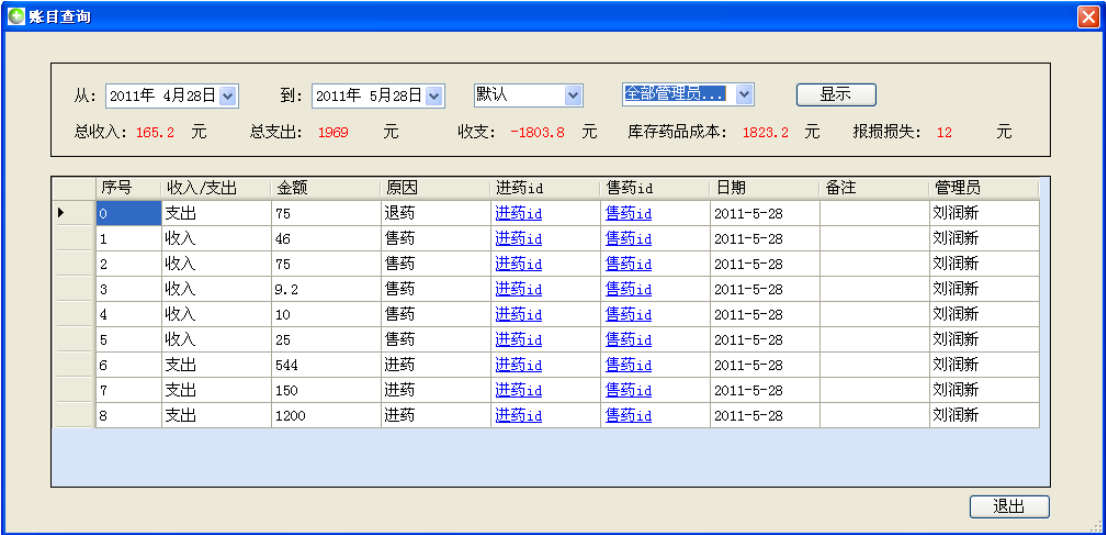 账目查询
从: 2011年 4月28日 到: 2011年 5月28日 默认 全部管理员... 显示
总收入: 165.2 元 总支出: 1969 元 收支: -1803.8 元 库存药品成本: 1823.2 元 报损损失: 12 元
序号 收入/支出 金额 原因 进药id 售药id 日期 备注 管理员
0 支出 75 退药 进药id 售药id 2011-5-28 刘润新
1 收入 46 售药 进药id 售药id 2011-5-28 刘润新
2 收入 75 售药 进药id 售药id 2011-5-28 刘润新
3 收入 9.2 售药 进药id 售药id 2011-5-28 刘润新
4 收入 10 售药 进药id 售药id 2011-5-28 刘润新
5 收入 25 售药 进药id 售药id 2011-5-28 刘润新
6 支出 544 进药 进药id 售药id 2011-5-28 刘润新
7 支出 150 进药 进药id 售药id 2011-5-28 刘润新
8 支出 1200 进药 进药id 售药id 2011-5-28 刘润新
退出